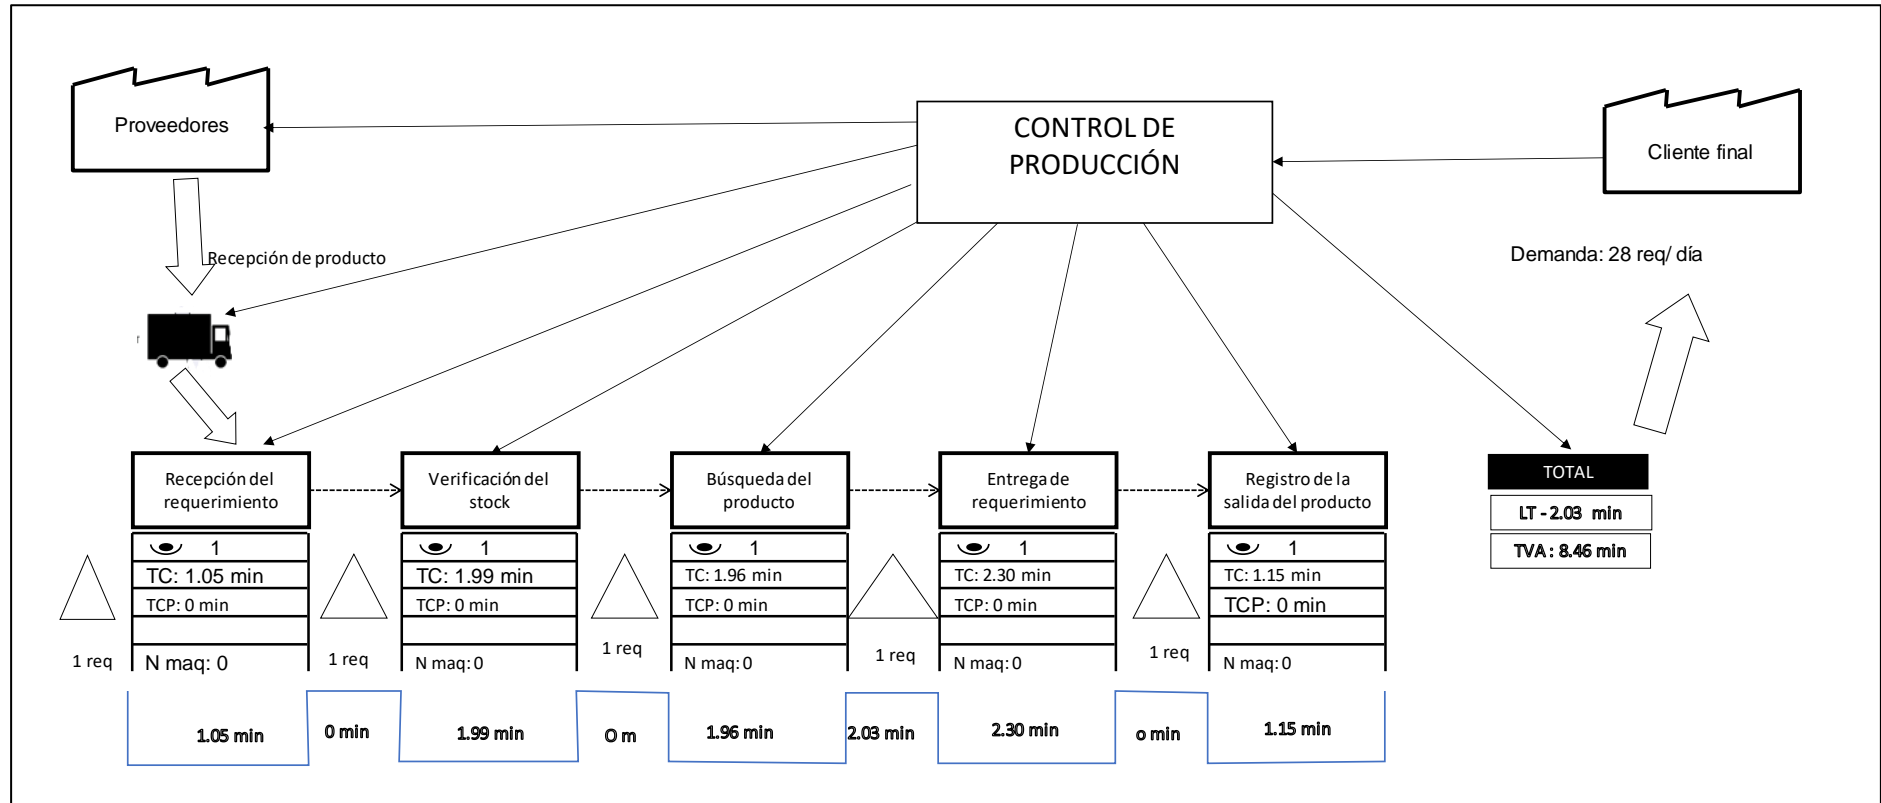 Proveedores
CONTROL DE
PRODUCCIÓN
Cliente final
Recepción de producto
Demanda: 28 req/ día
r
Recepción del
requerimiento
Verificación del
stock
Búsqueda del
producto
Entrega de
requerimiento
Registro de la
salida del producto
TOTAL
LT - 2.03 min
TVA : 8.46 min
1
TC: 1.05 min
TCP: 0 min
N maq: 0
1
TC: 1.99 min
TCP: 0 min
N maq: 0
1
TC: 1.96 min
TCP: 0 min
N maq: 0
1
TC: 2.30 min
TCP: 0 min
N maq: 0
1
TC: 1.15 min
TCP: 0 min
N maq: 0
1 req
1 req
1 req
1 req
1 req
1.05 min
0 min
1.99 min
O m
1.96 min
2.03 min
2.30 min
o min
1.15 min